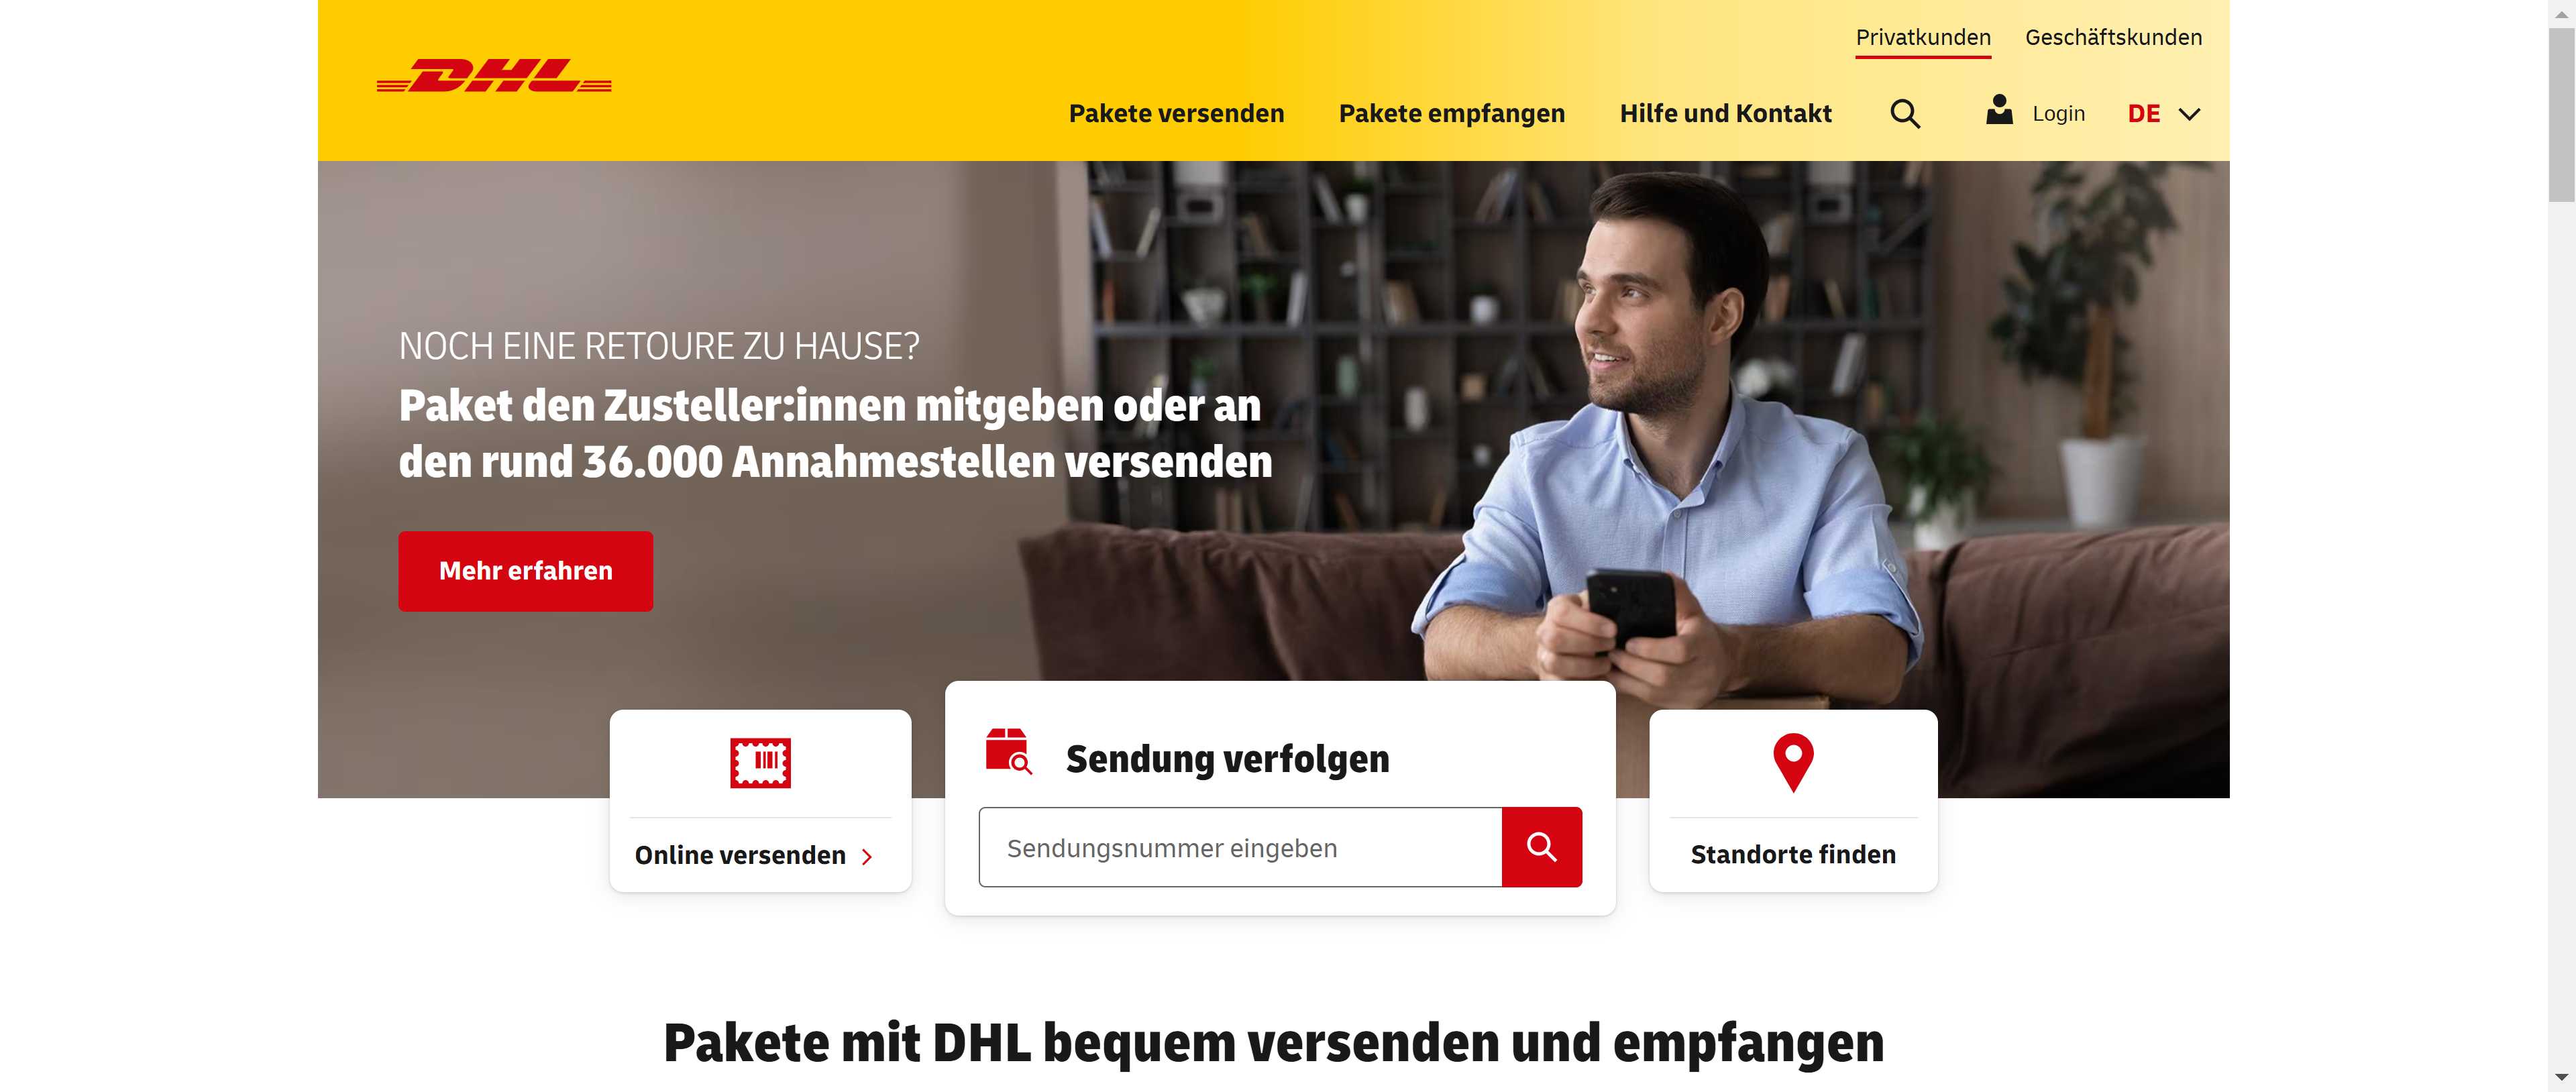 Privatkunden Geschäftskunden
DHL
Pakete versenden Pakete empfangen Hilfe und Kontakt Login DE
NOCH EINE RETOURE ZU HAUSE?
Paket den Zusteller:innen mitgeben oder an
den rund 36.000 Annahmestellen versenden
Mehr erfahren
Sendung verfolgen
Sendungsnummer eingeben
Online versenden
Standorte finden
Pakete mit DHL bequem versenden und empfangen